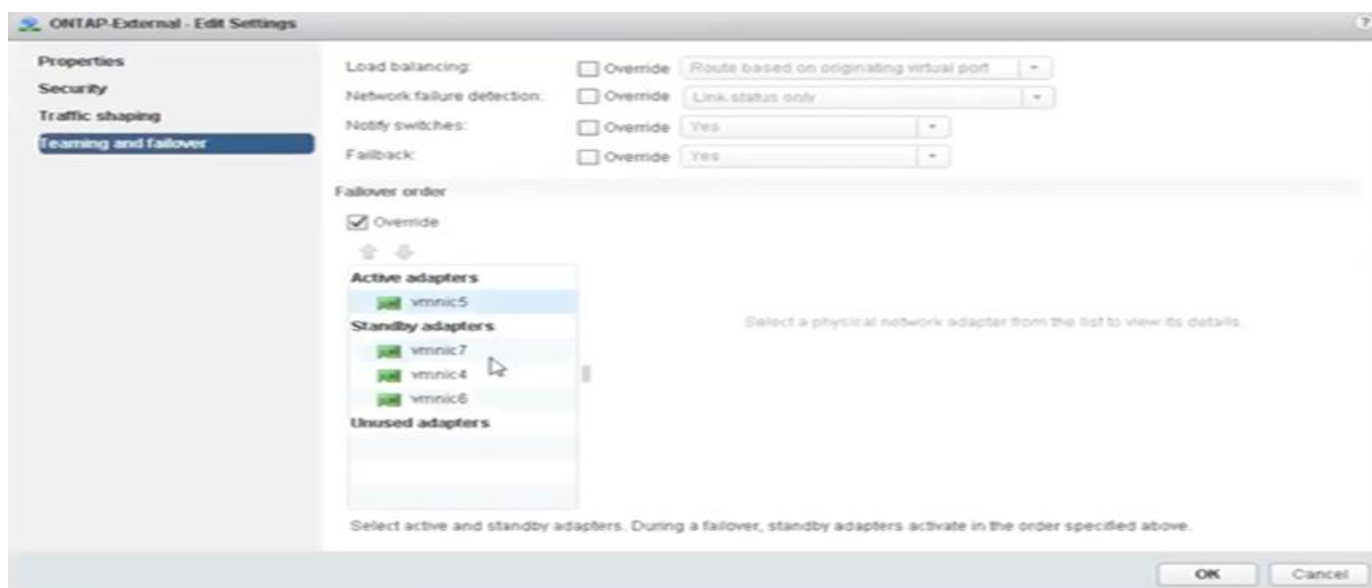 ONTAP-External - Edit Settings
?
Properties
Security
Traffic shaping
Teaming and failover
Load balancing:
Override
Route based on originating virtual port
Network failure detection:
Override
Link status only
Notify switches:
Override
Yes
Failback:
Override
Yes
Failover order
Override
Active adapters
vmnic5
Standby adapters
vmnic7
vmnic4
vmnic6
Unused adapters
Select a physical network adapter from the list to view its details.
Select active and standby adapters. During a failover, standby adapters activate in the order specified above.
OK
Cancel